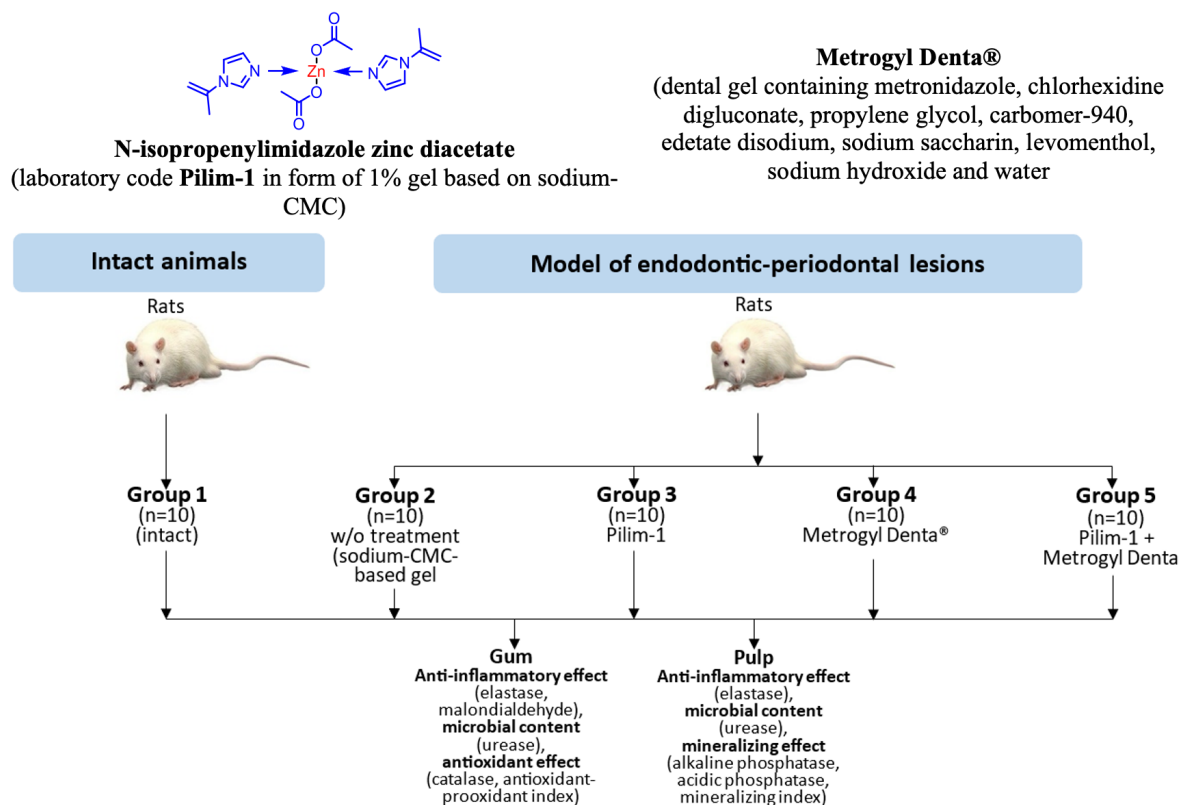 O
O
N
N
Zn
N
N
O
O
N-isopropenylimidazole zinc diacetate
(laboratory code Pilim-1 in form of 1% gel based on sodium-
CMC)
Metrogyl Denta®
(dental gel containing metronidazole, chlorhexidine
digluconate, propylene glycol, carbomer-940,
edetate disodium, sodium saccharin, levomenthol,
sodium hydroxide and water
Intact animals
Model of endodontic-periodontal lesions
Rats
Rats
Group 1
(n=10)
(intact)
Group 2
(n=10)
w/o treatment
(sodium-CMC-
based gel
Group 3
(n=10)
Pilim-1
Group 4
(n=10)
Metrogyl Denta®
Group 5
(n=10)
Pilim-1 +
Metrogyl Denta
Gum
Anti-inflammatory effect
(elastase,
malondialdehyde),
microbial content
(urease),
antioxidant effect
(catalase, antioxidant-
prooxidant index)
Pulp
Anti-inflammatory effect
(elastase),
microbial content
(urease),
mineralizing effect
(alkaline phosphatase,
acidic phosphatase,
mineralizing index)